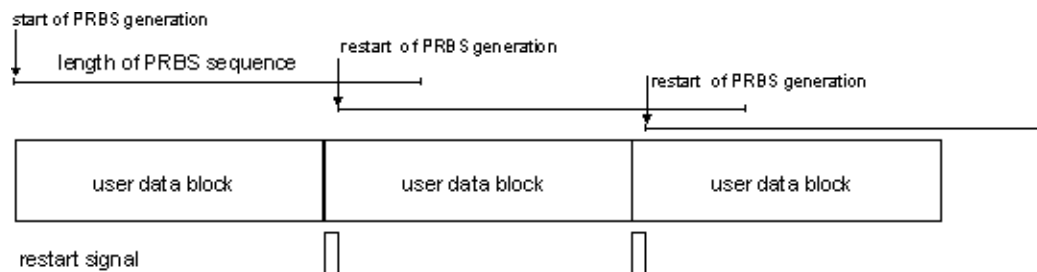 start of PRBS generation
restart of PRBS generation
length of PRBS sequence
restart of PRBS generation
user data block
user data block
user data block
restart signal